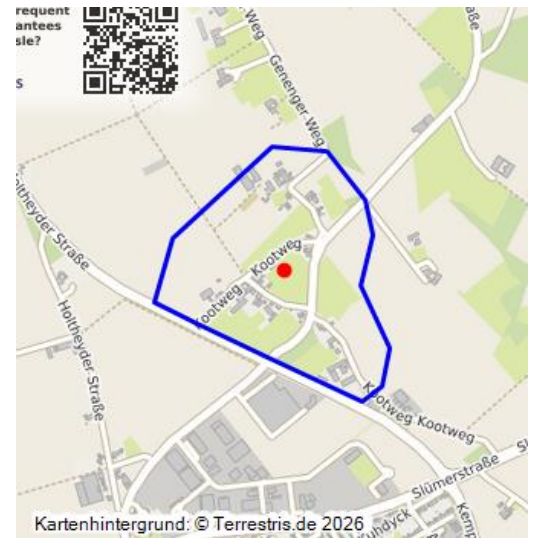 requent
antees
sle?
S
Genenger Weg
Straße
Holtheyder Straße
Kootweg
Kootweg
Holtheyder Straße
Kootweg Kootweg
Slümerstraße
Kartenhintergrund: © Terrestris.de 2026